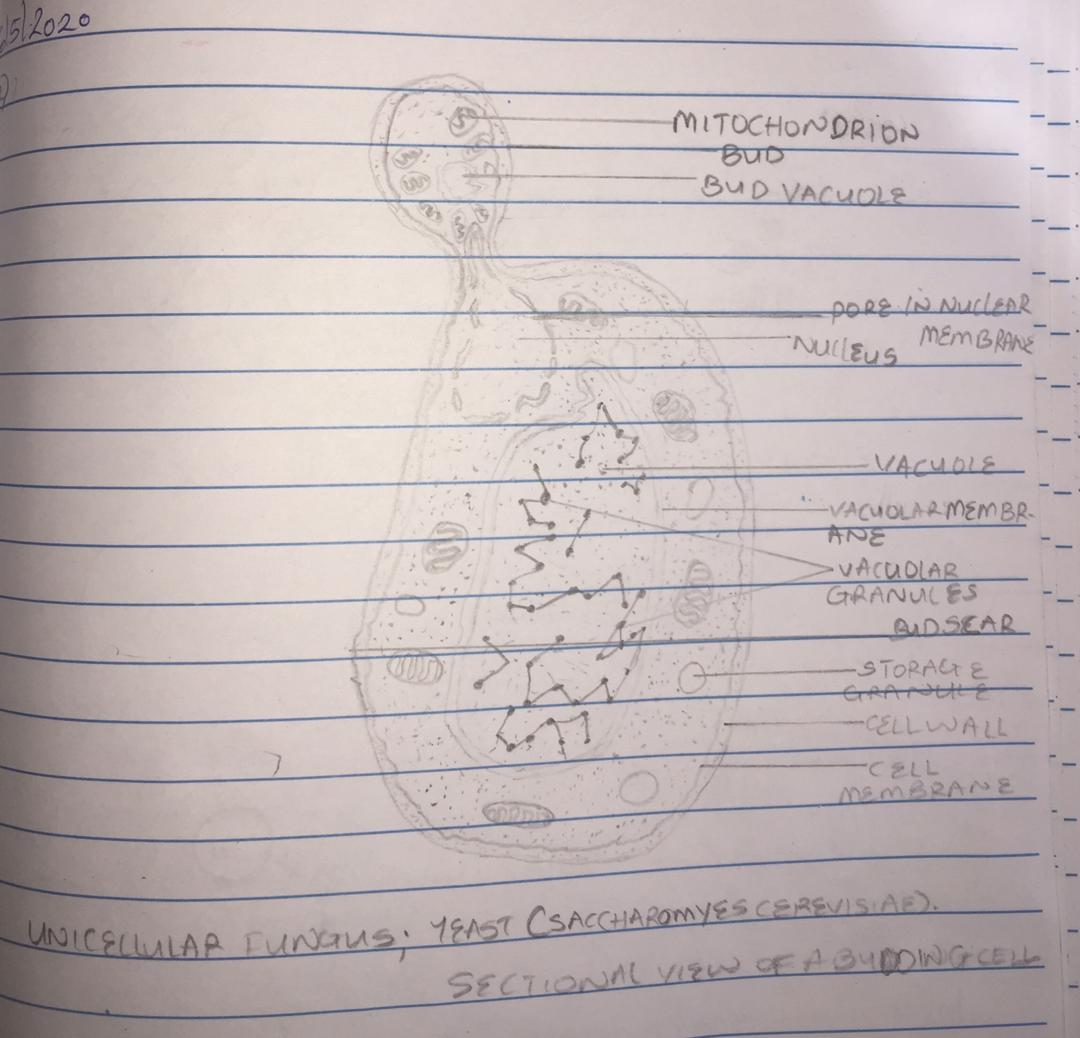 5/2020
MITOCHONDRION
BUD
BUD VACUOLE
PORE IN NUCLEAR
MEMBRANE
NUCLEUS
VACUOLE
VACUOLAR MEMBR-
ANE
VACUOLAR
GRANULES
BUDSCAR
STORAGE
GRANULE
CELL WALL
CELL
MEMBRANE
UNICELLULAR FUNGUS; YEAST (SACCHAROMYES CEREVISIAE).
SECTIONAL VIEW OF A BUDDING CELL